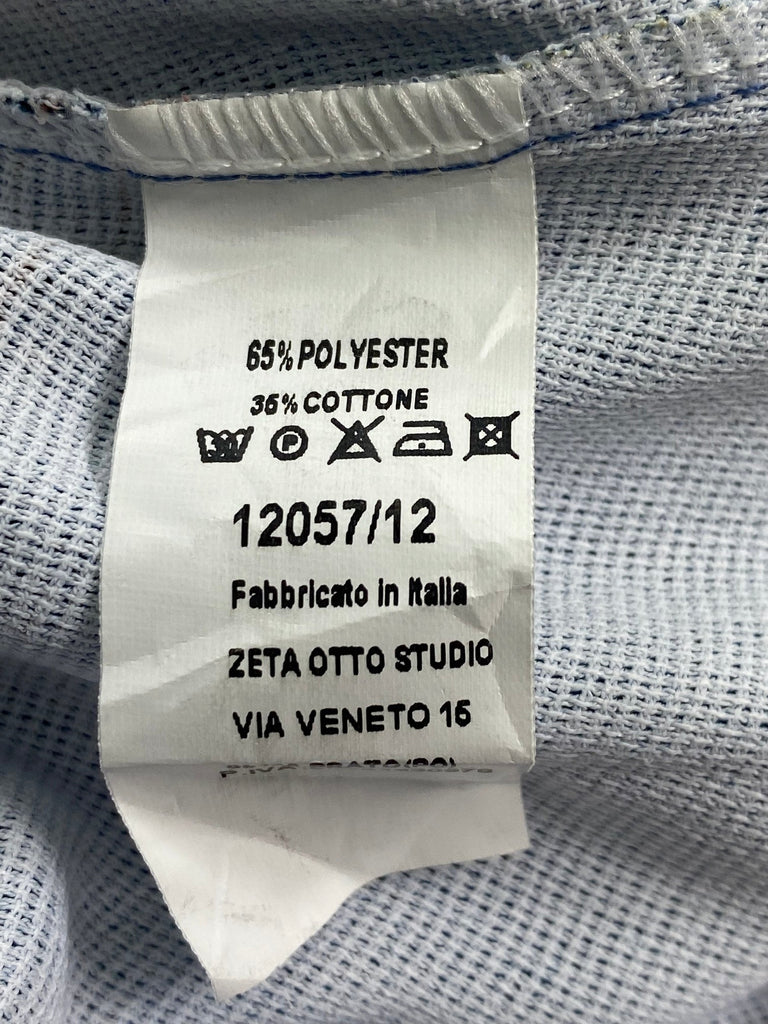 65% POLYESTER
35% COTTONE
P
12057/12
Fabbricato in Italia
ZETA OTTO STUDIO
VIA VENETO 15